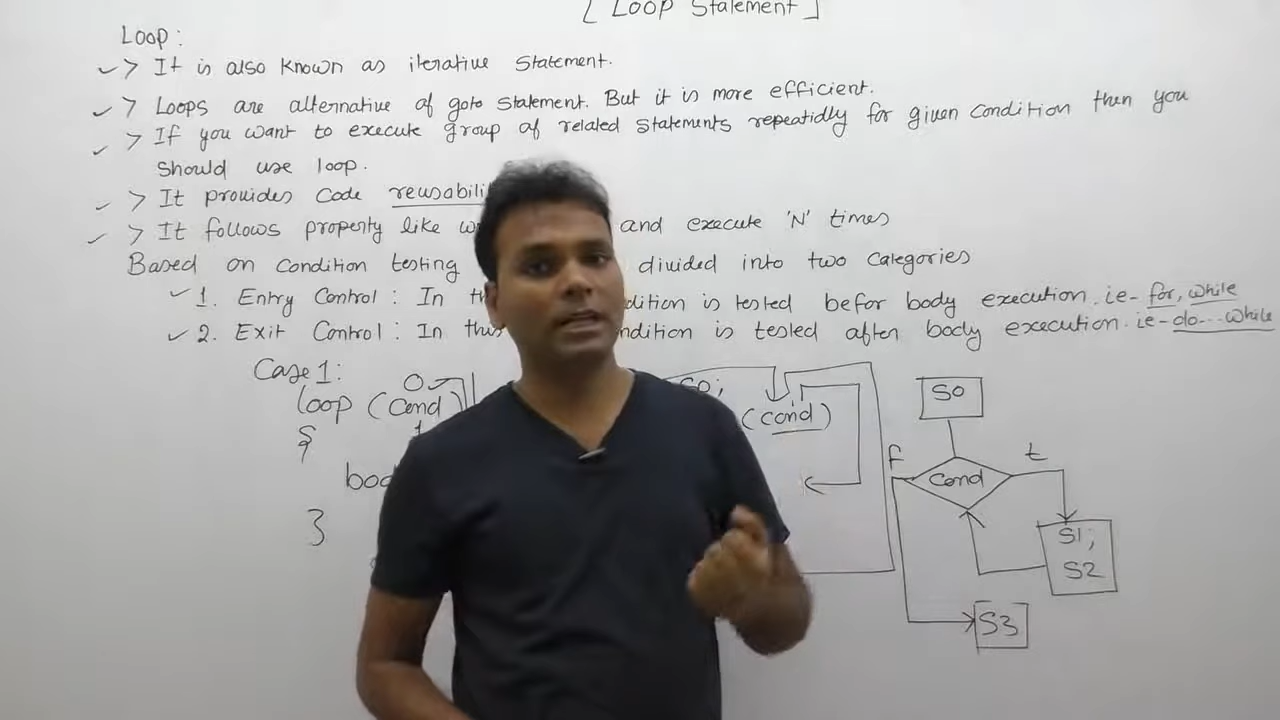 [ Loop Statement ]
Loop:
> It is also known as iterative statement.
> Loops are alternative of goto statement. But it is more efficient.
> If you want to execute group of related statements repeatidly for given condition then you
should use loop.
> It provides code reusabili
> It follows property like and execute 'N' times
Based on condition testing divided into two categories
1. Entry Control: In dition is tested befor body execution. ie- for, while
2. Exit Control: In this ndition is tested after body execution. ie- do...while
Case 1:
0
loop (Cond)
{
1
bod
}
S0;
(cond)
S0
f
t
Cond
S1;
S2
S3